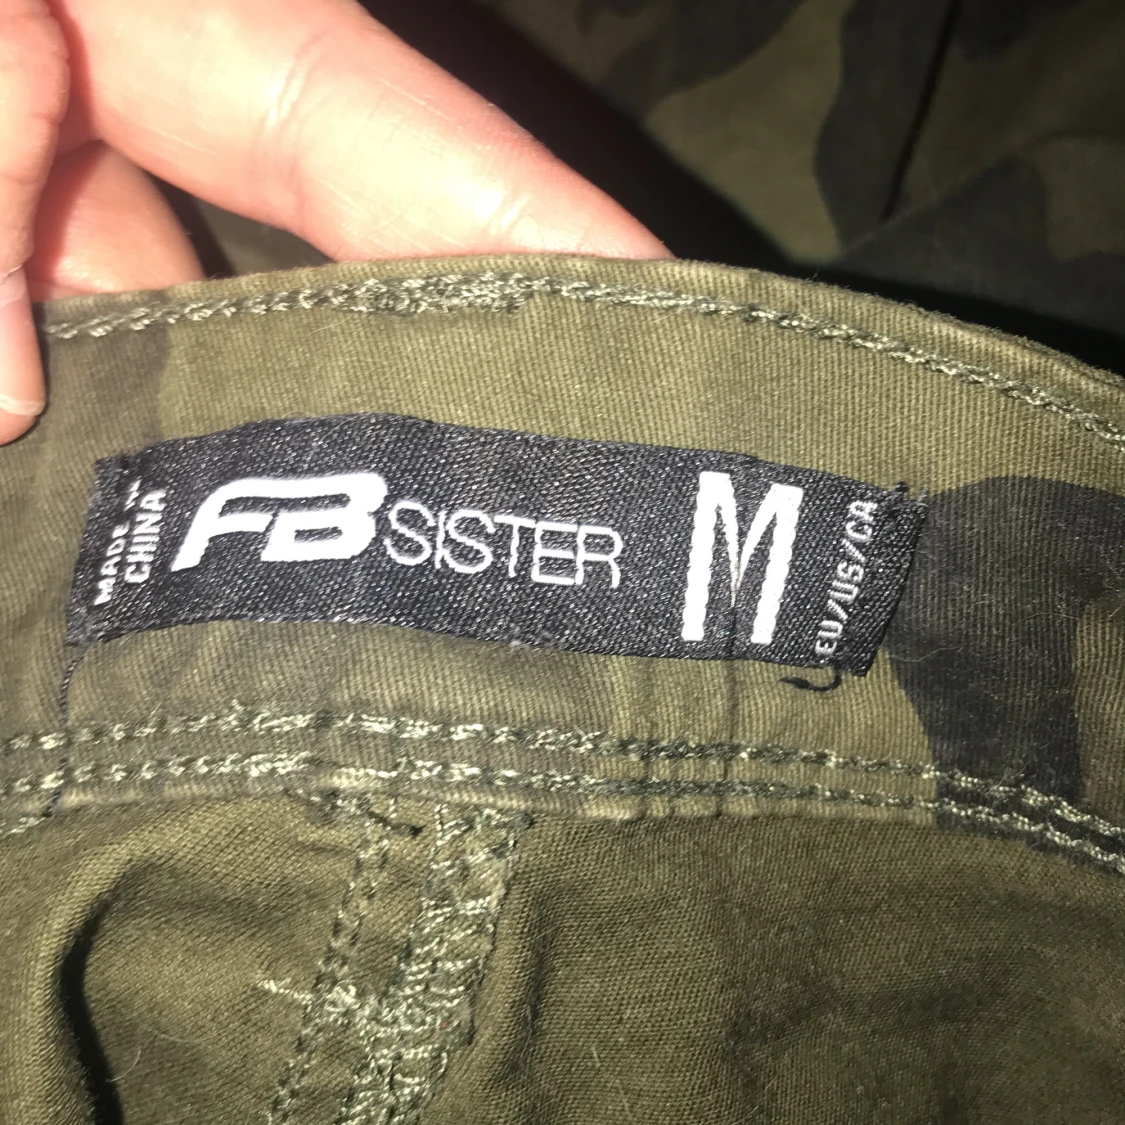 MADE IN
CHINA
FB SISTER
M
EU/US/CA